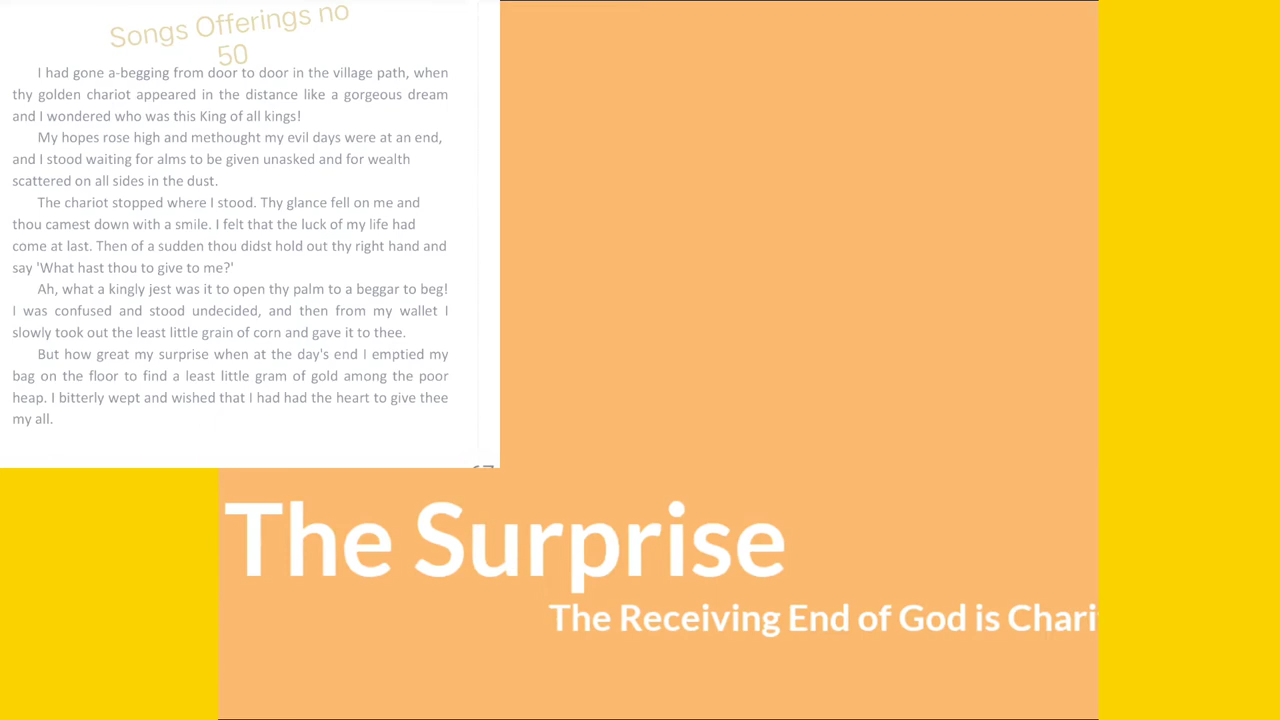 Songs Offerings no
50
I had gone a-begging from door to door in the village path, when
thy golden chariot appeared in the distance like a gorgeous dream
and I wondered who was this King of all kings!
My hopes rose high and methought my evil days were at an end,
and I stood waiting for alms to be given unasked and for wealth
scattered on all sides in the dust.
The chariot stopped where I stood. Thy glance fell on me and
thou camest down with a smile. I felt that the luck of my life had
come at last. Then of a sudden thou didst hold out thy right hand and
say 'What hast thou to give to me?'
Ah, what a kingly jest was it to open thy palm to a beggar to beg!
I was confused and stood undecided, and then from my wallet I
slowly took out the least little grain of corn and gave it to thee.
But how great my surprise when at the day's end I emptied my
bag on the floor to find a least little gram of gold among the poor
heap. I bitterly wept and wished that I had had the heart to give thee
my all.
The Surprise
The Receiving End of God is